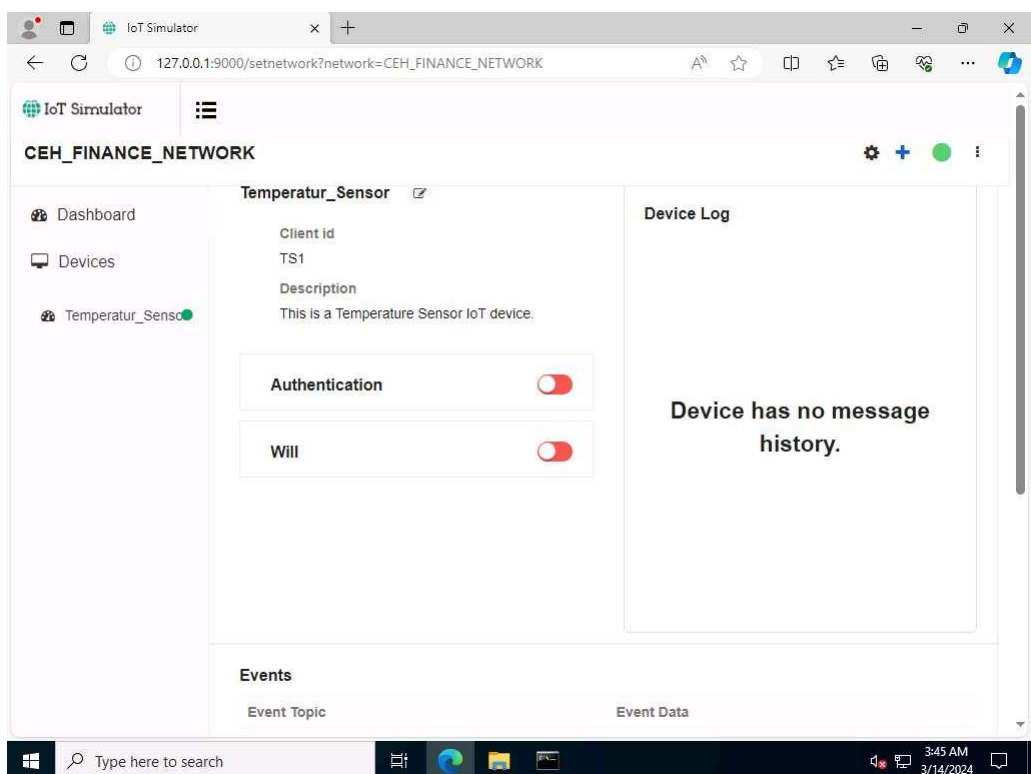 IoT Simulator
127.0.0.1:9000/setnetwork?network=CEH_FINANCE_NETWORK
IoT Simulator
CEH_FINANCE_NETWORK
Dashboard
Devices
Temperatur_Senso
Temperatur_Sensor
Client id
TS1
Description
This is a Temperature Sensor IoT device.
Authentication
Will
Device Log
Device has no message
history.
Events
Event Topic Event Data
Type here to search
3:45 AM
3/14/2024